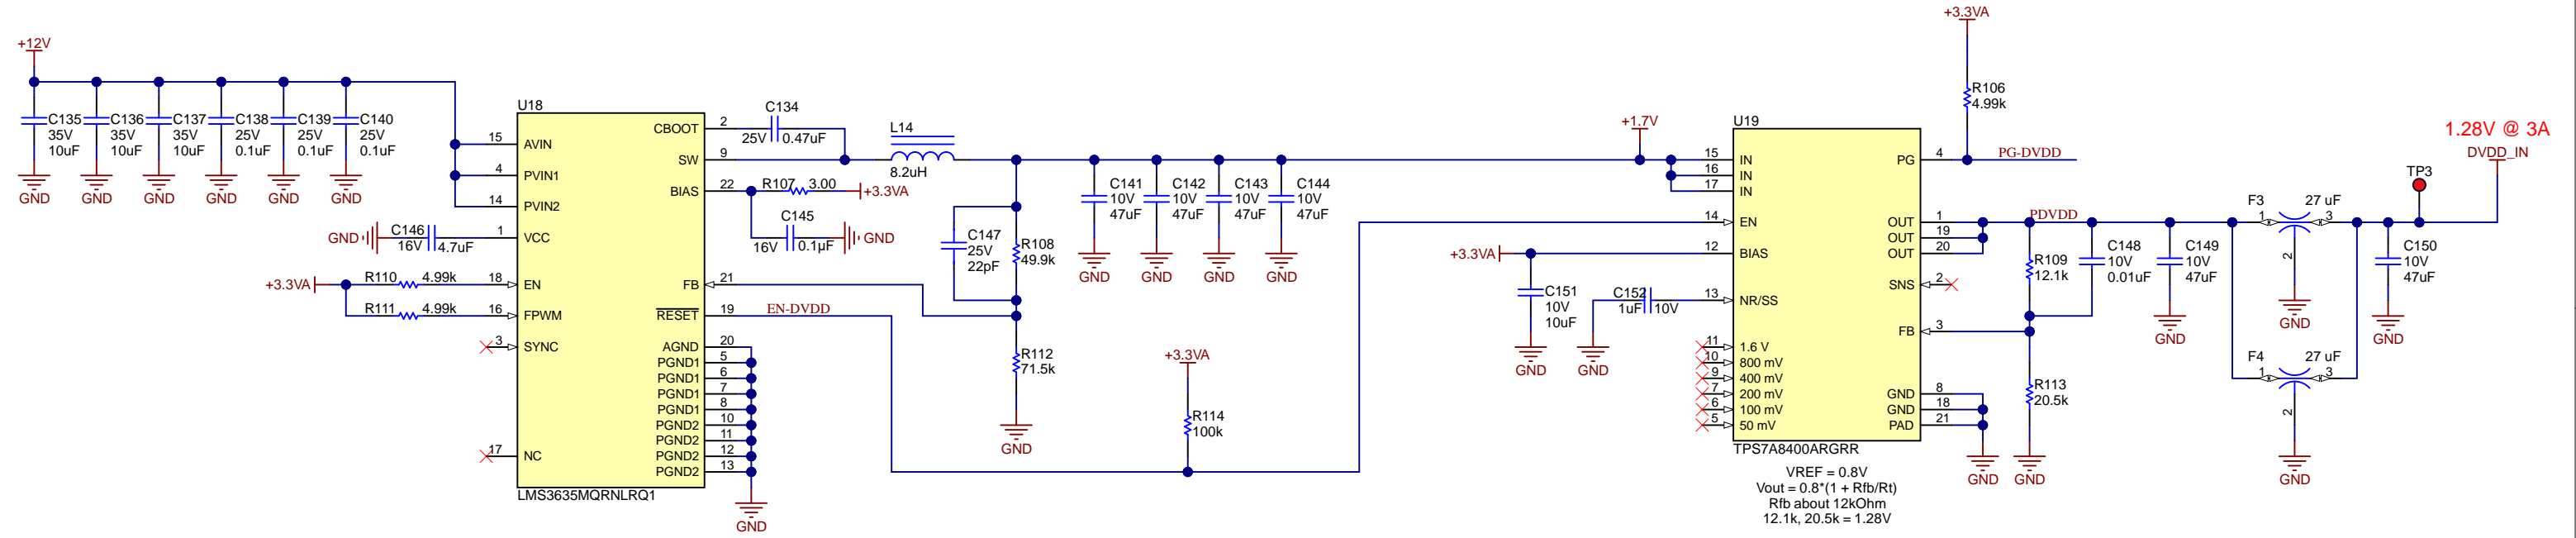 +12V
C135
35V
10uF
GND
C136
35V
10uF
GND
C137
35V
10uF
GND
C138
25V
0.1uF
GND
C139
25V
0.1uF
GND
C140
25V
0.1uF
GND
U18
15 AVIN
4 PVIN1
14 PVIN2
1 VCC
18 EN
16 FPWM
3 SYNC
17 NC
CBOOT 2
SW 9
BIAS 22
FB 21
RESET 19
AGND 20
PGND1 5
PGND1 6
PGND1 7
PGND1 8
PGND2 10
PGND2 11
PGND2 12
PGND2 13
LMS3635MQRNLRQ1
GND
GND
C146
16V 4.7uF
+3.3VA
R110 4.99k
R111 4.99k
C134
25V 0.47uF
R107 3.00
+3.3VA
C145
16V 0.1µF
GND
EN-DVDD
L14
8.2uH
C147
25V
22pF
R108
49.9k
R112
71.5k
GND
C141
10V
47uF
GND
C142
10V
47uF
GND
C143
10V
47uF
GND
C144
10V
47uF
GND
+3.3VA
R114
100k
+1.7V
+3.3VA
C151
10V
10uF
GND
C152
1uF 10V
GND
U19
15 IN
16 IN
17 IN
14 EN
12 BIAS
13 NR/SS
11 1.6 V
10 800 mV
9 400 mV
7 200 mV
6 100 mV
5 50 mV
PG 4
OUT 1
OUT 19
OUT 20
SNS 2
FB 3
GND 8
GND 18
PAD 21
TPS7A8400ARGRR
VREF = 0.8V
Vout = 0.8*(1 + Rfb/Rt)
Rfb about 12kOhm
12.1k, 20.5k = 1.28V
GND
+3.3VA
R106
4.99k
PG-DVDD
PDVDD
R109
12.1k
R113
20.5k
GND
C148
10V
0.01uF
C149
10V
47uF
GND
F3 27 uF
1 3
2
GND
F4 27 uF
1 3
2
GND
C150
10V
47uF
GND
TP3
1.28V @ 3A
DVDD_IN